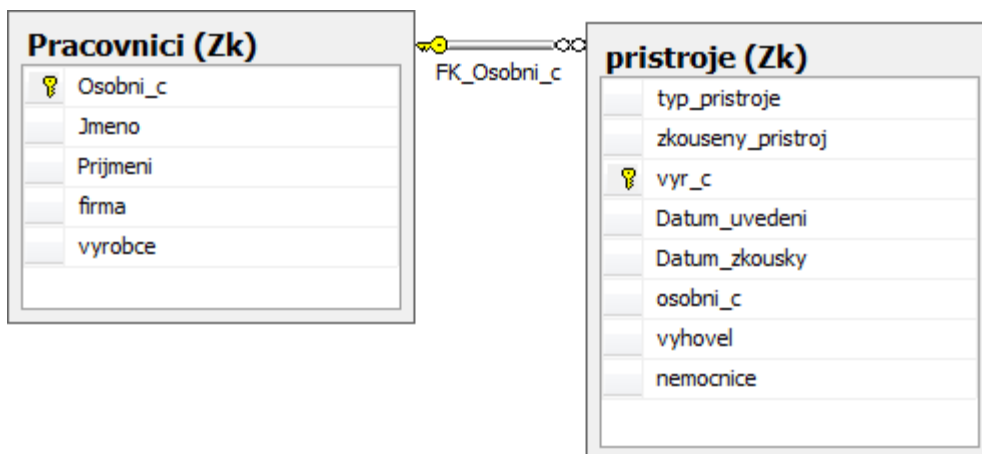 Pracovnici (Zk)
Osobni_c
Jmeno
Prijmeni
firma
vyrobce
FK_Osobni_c
pristroje (Zk)
typ_pristroje
zkouseny_pristroj
vyr_c
Datum_uvedeni
Datum_zkousky
osobni_c
vyhovel
nemocnice